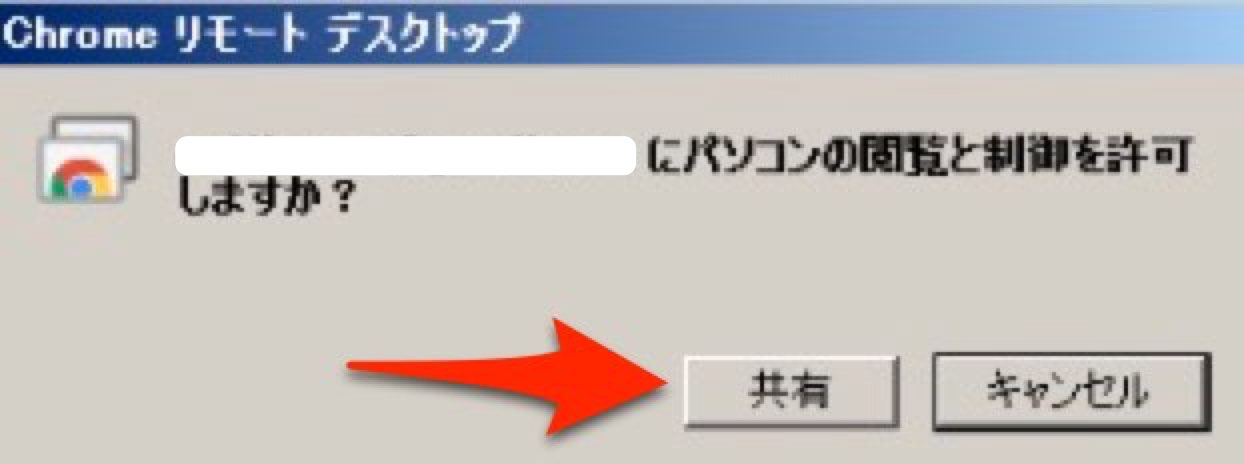 Chrome リモート デスクトップ
にパソコンの閲覧と制御を許可
しますか？
共有
キャンセル